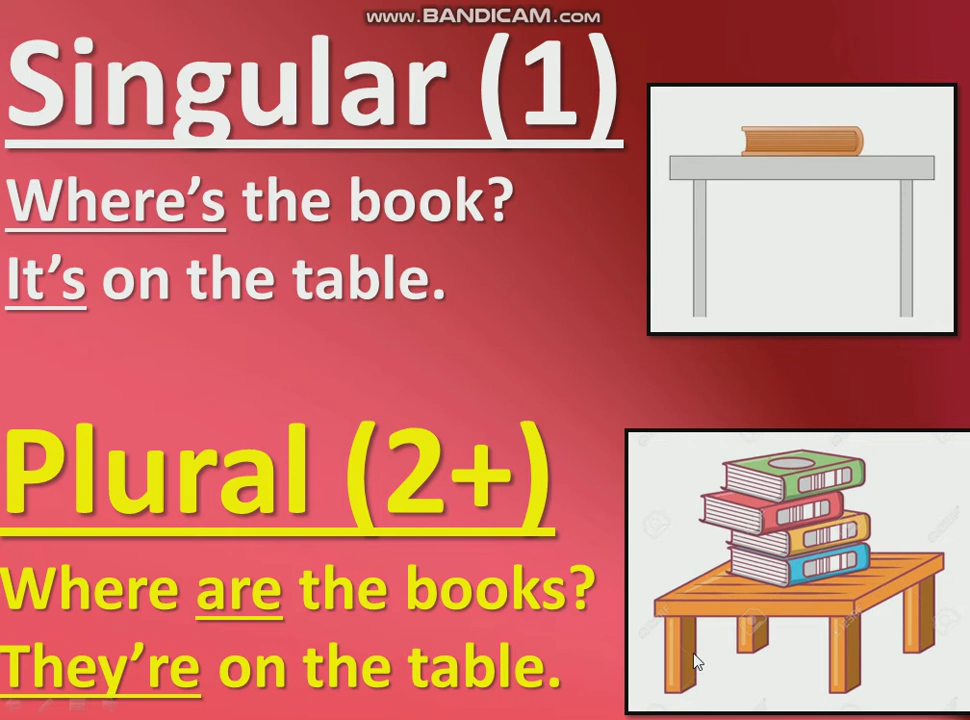 www.BANDICAM.com
Singular (1)
Where’s the book?
It’s on the table.
Plural (2+)
Where are the books?
They’re on the table.